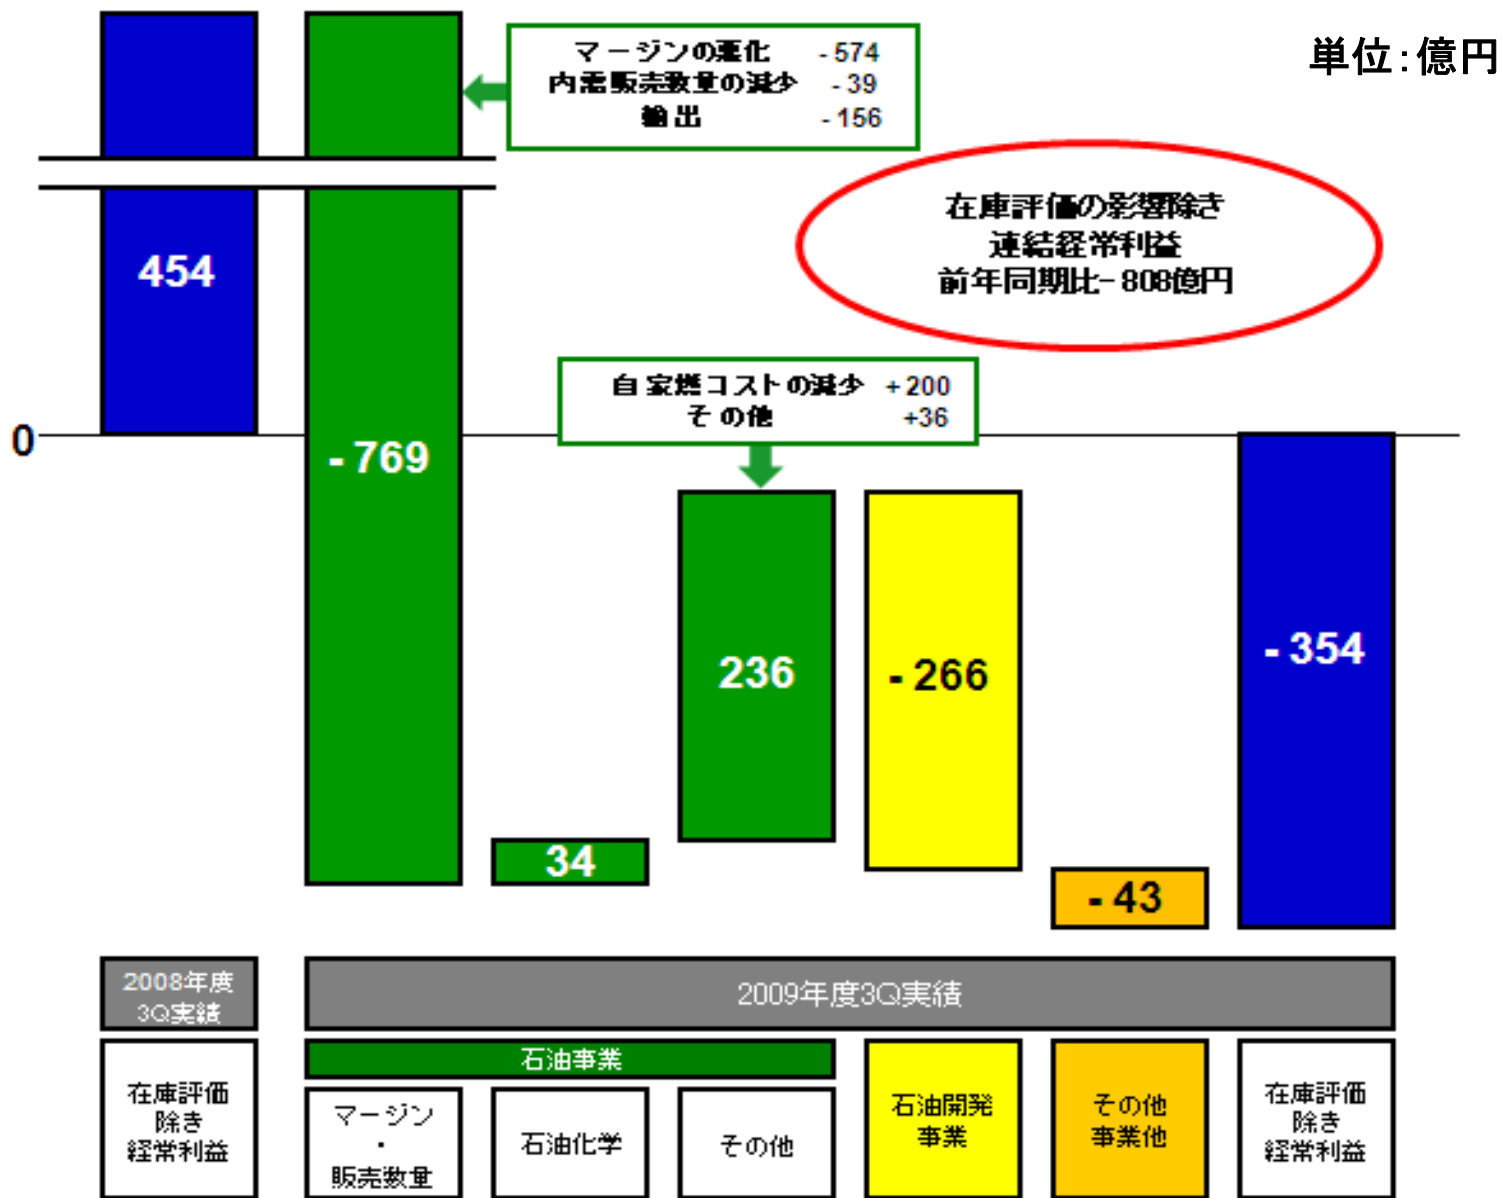 単位：億円
マージンの悪化 -574
内需販売数量の減少 -39
輸出 -156
在庫評価の影響除き
連結経常利益
前年同期比-808億円
454
自家燃コストの減少 +200
その他 +36
0
-769
34
236
-266
-43
-354
2008年度
3Q実績
2009年度3Q実績
在庫評価
除き
経常利益
石油事業
マージン
・
販売数量
石油化学
その他
石油開発
事業
その他
事業他
在庫評価
除き
経常利益